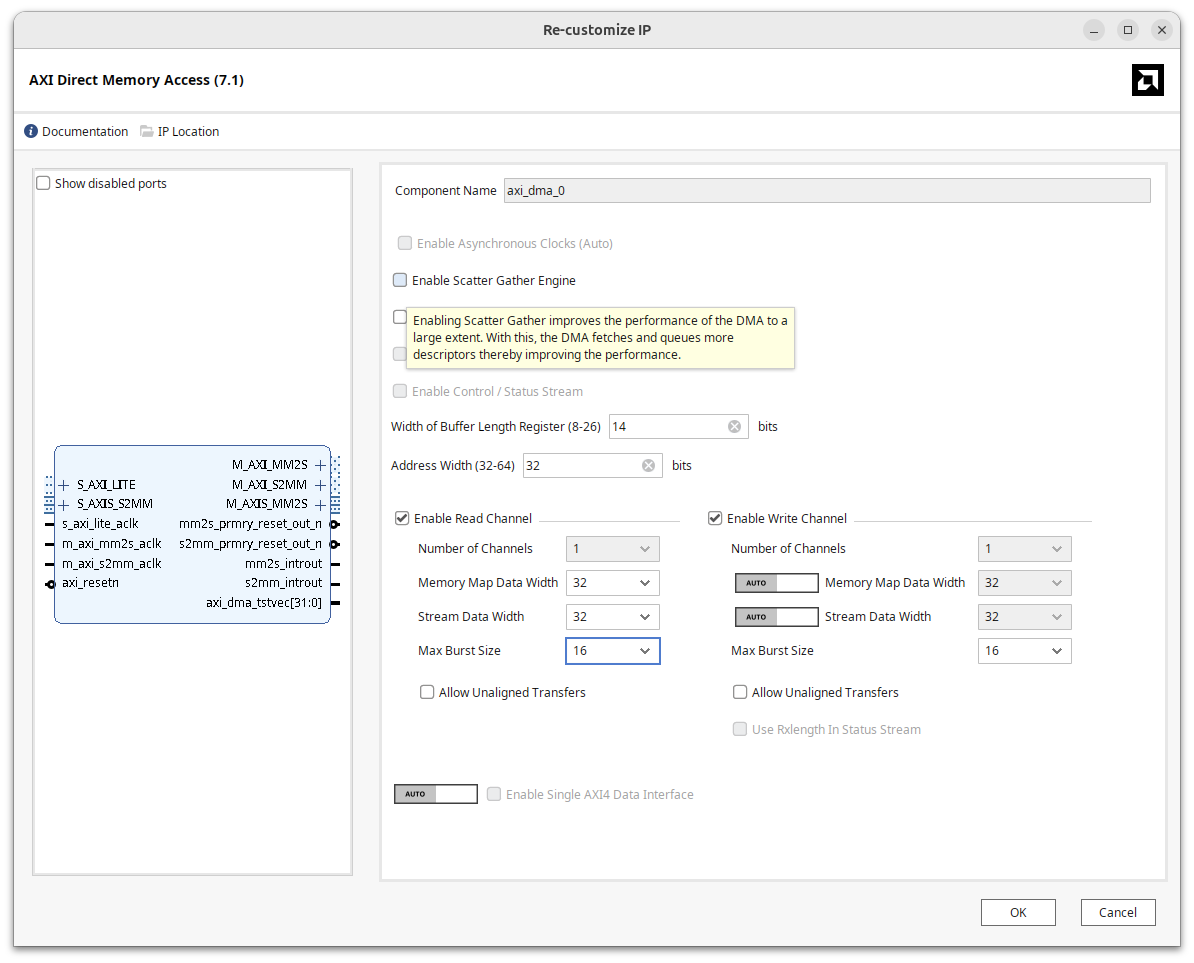 Re-customize IP
AXI Direct Memory Access (7.1)
Documentation
IP Location
Show disabled ports
M_AXI_MM2S
S_AXI_LITE
M_AXI_S2MM
S_AXIS_S2MM
M_AXIS_MM2S
s_axi_lite_aclk
mm2s_prmry_reset_out_n
m_axi_mm2s_aclk
s2mm_prmry_reset_out_n
m_axi_s2mm_aclk
mm2s_introut
axi_resetn
s2mm_introut
axi_dma_tstvec[31:0]
Component Name axi_dma_0
Enable Asynchronous Clocks (Auto)
Enable Scatter Gather Engine
Enabling Scatter Gather improves the performance of the DMA to a
large extent. With this, the DMA fetches and queues more
descriptors thereby improving the performance.
Enable Control / Status Stream
Width of Buffer Length Register (8-26) 14 bits
Address Width (32-64) 32 bits
Enable Read Channel
Number of Channels 1
Memory Map Data Width 32
Stream Data Width 32
Max Burst Size 16
Allow Unaligned Transfers
Enable Write Channel
Number of Channels 1
AUTO Memory Map Data Width 32
AUTO Stream Data Width 32
Max Burst Size 16
Allow Unaligned Transfers
Use Rxlength In Status Stream
AUTO Enable Single AXI4 Data Interface
OK
Cancel